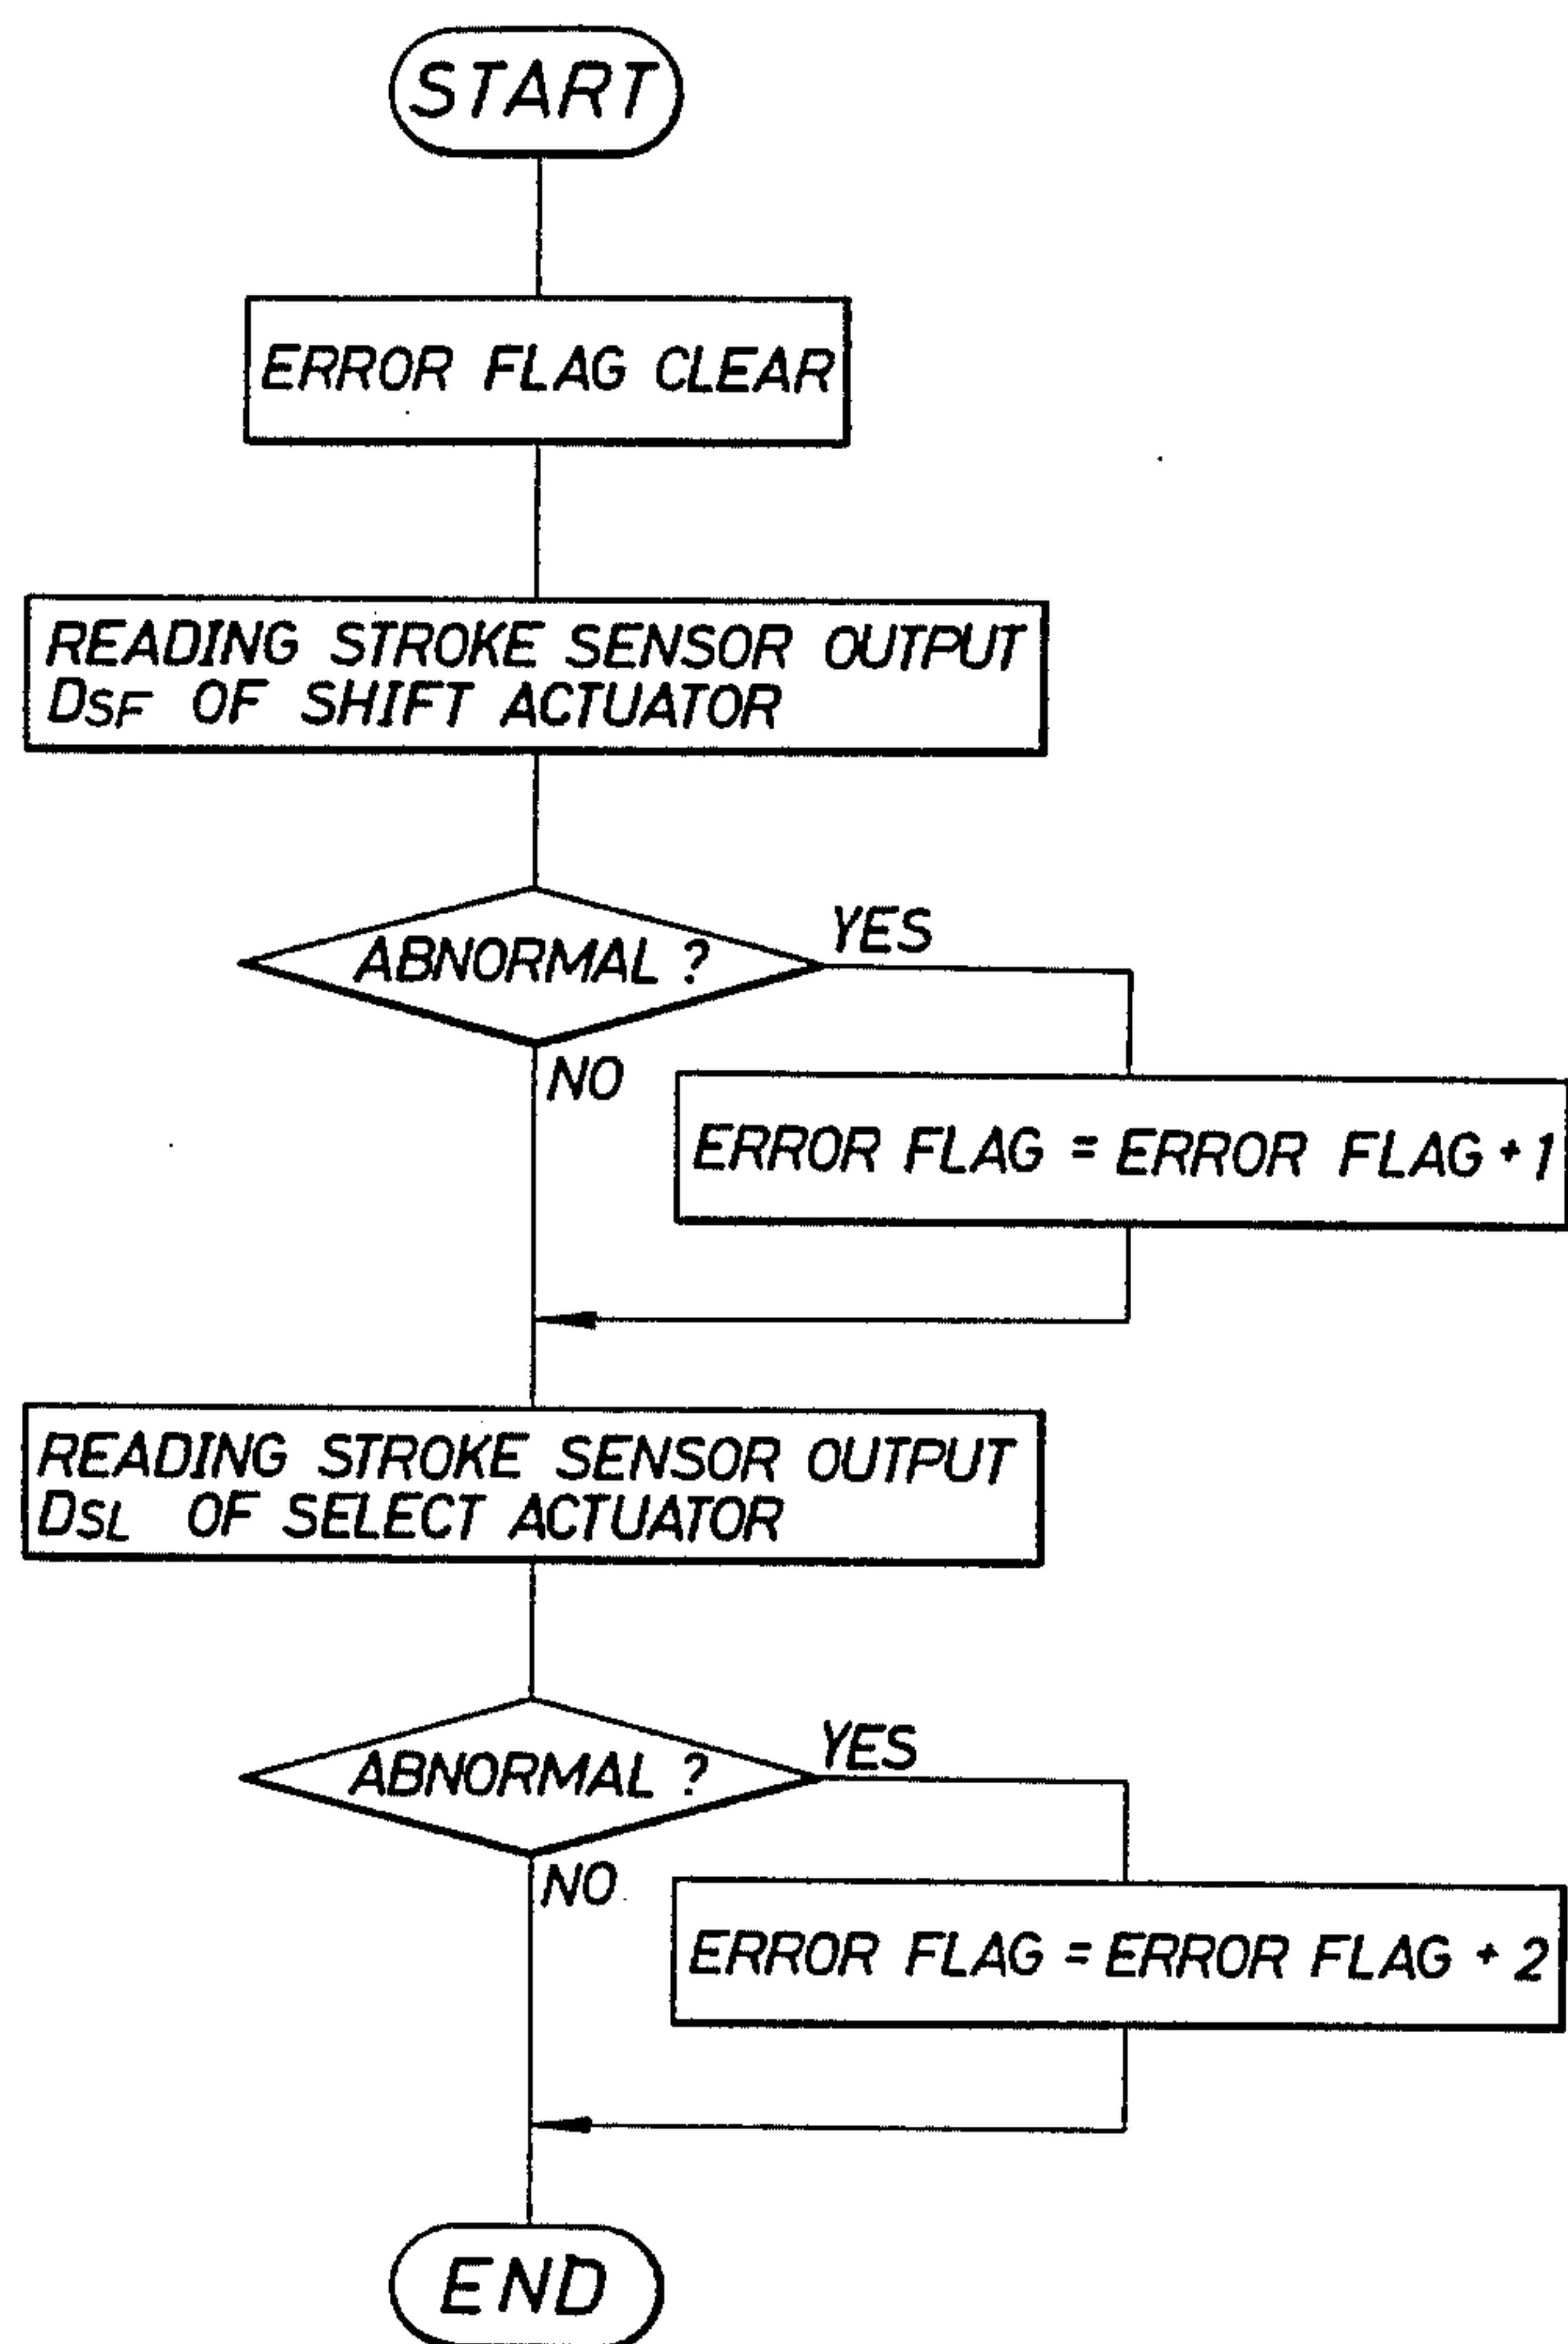 START
ERROR FLAG CLEAR
READING STROKE SENSOR OUTPUT
DSF OF SHIFT ACTUATOR
ABNORMAL ?
YES
NO
ERROR FLAG = ERROR FLAG + 1
READING STROKE SENSOR OUTPUT
DSL OF SELECT ACTUATOR
ABNORMAL ?
YES
NO
ERROR FLAG = ERROR FLAG + 2
END